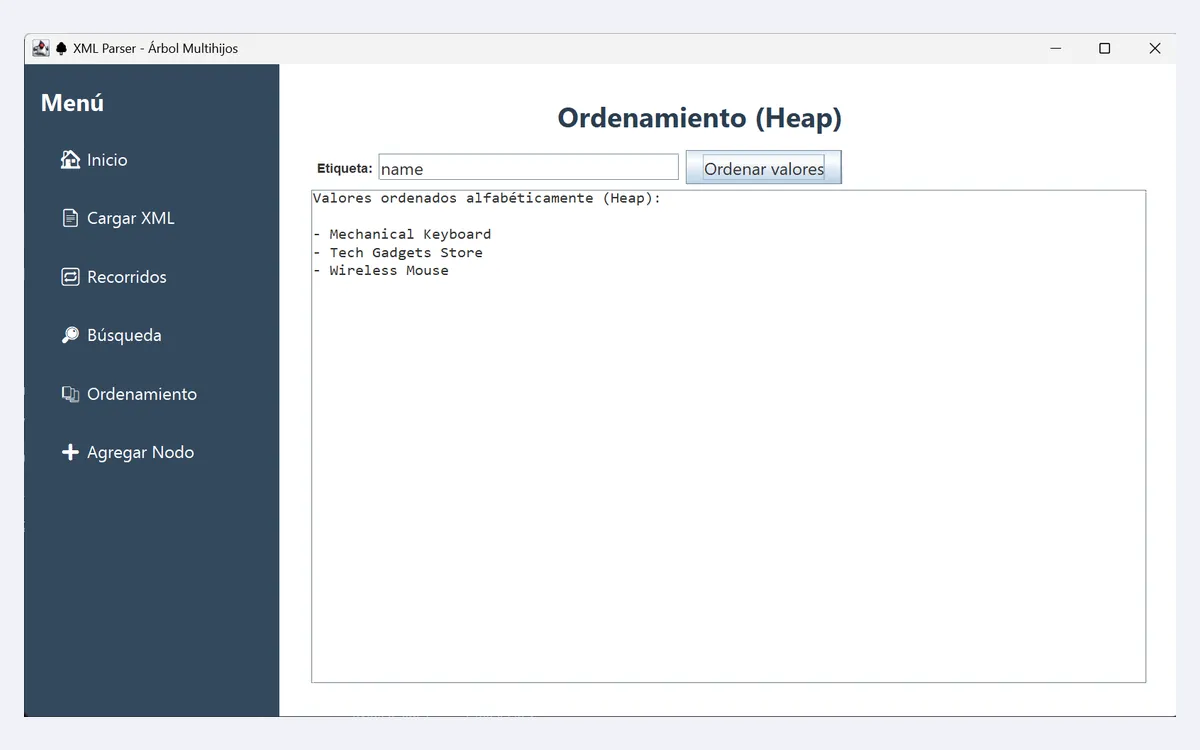 XML Parser - Árbol Multihijos
Menú
Inicio
Cargar XML
Recorridos
Búsqueda
Ordenamiento
Agregar Nodo
Ordenamiento (Heap)
Etiqueta: name Ordenar valores
Valores ordenados alfabéticamente (Heap):
- Mechanical Keyboard
- Tech Gadgets Store
- Wireless Mouse